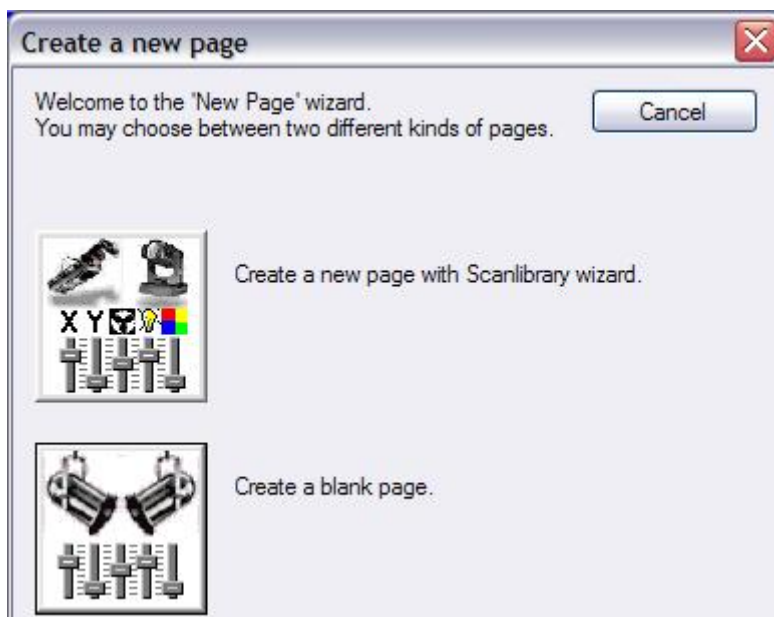 Create a new page
Welcome to the 'New Page' wizard.
You may choose between two different kinds of pages.
Cancel
Create a new page with Scanlibrary wizard.
X Y
Create a blank page.